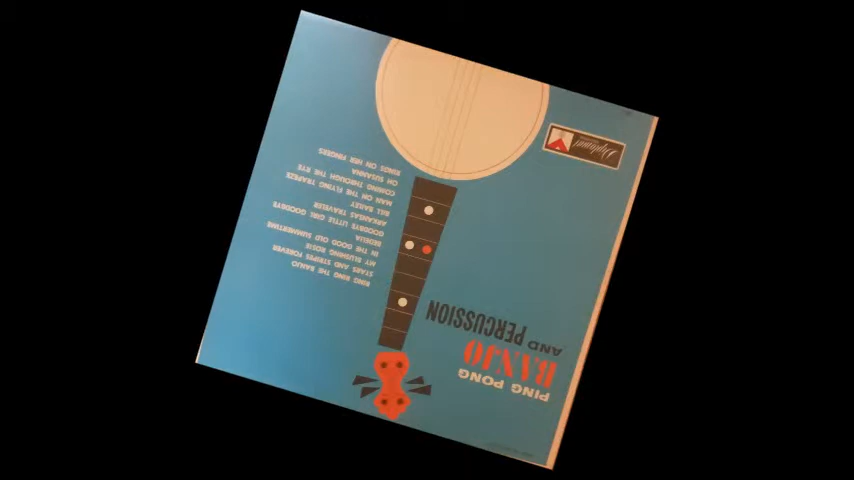 PING PONG
BANJO
AND PERCUSSION
RING RING THE BANJO
STARS AND STRIPES FOREVER
MY BLUSHING ROSIE
IN THE GOOD OLD SUMMERTIME
BEDELIA
GOODBYE LITTLE GIRL GOODBYE
ARKANSAS TRAVELER
BILL BAILEY
MAN ON THE FLYING TRAPEZE
COMING THROUGH THE RYE
OH SUSANNA
RINGS ON HER FINGERS
Diplomat